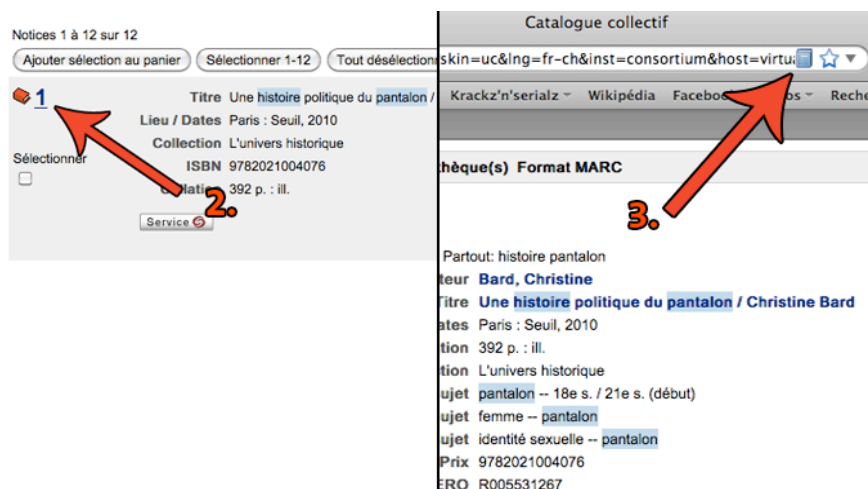 Notices 1 à 12 sur 12
Ajouter sélection au panier Sélectionner 1-12 Tout désélection
1
Titre Une histoire politique du pantalon /
Lieu / Dates Paris : Seuil, 2010
Collection L'univers historique
Sélectionner
ISBN 9782021004076
392 p. : ill.
2.
Service
Catalogue collectif
skin=uc&lng=fr-ch&inst=consortium&host=virtua
Krackz'n'serialz Wikipédia Facebook Reche
hèque(s) Format MARC
3.
Partout: histoire pantalon
teur Bard, Christine
Titre Une histoire politique du pantalon / Christine Bard
ates Paris : Seuil, 2010
tion 392 p. : ill.
tion L'univers historique
ujet pantalon -- 18e s. / 21e s. (début)
ujet femme -- pantalon
ujet identité sexuelle -- pantalon
Prix 9782021004076
ERO R005531267